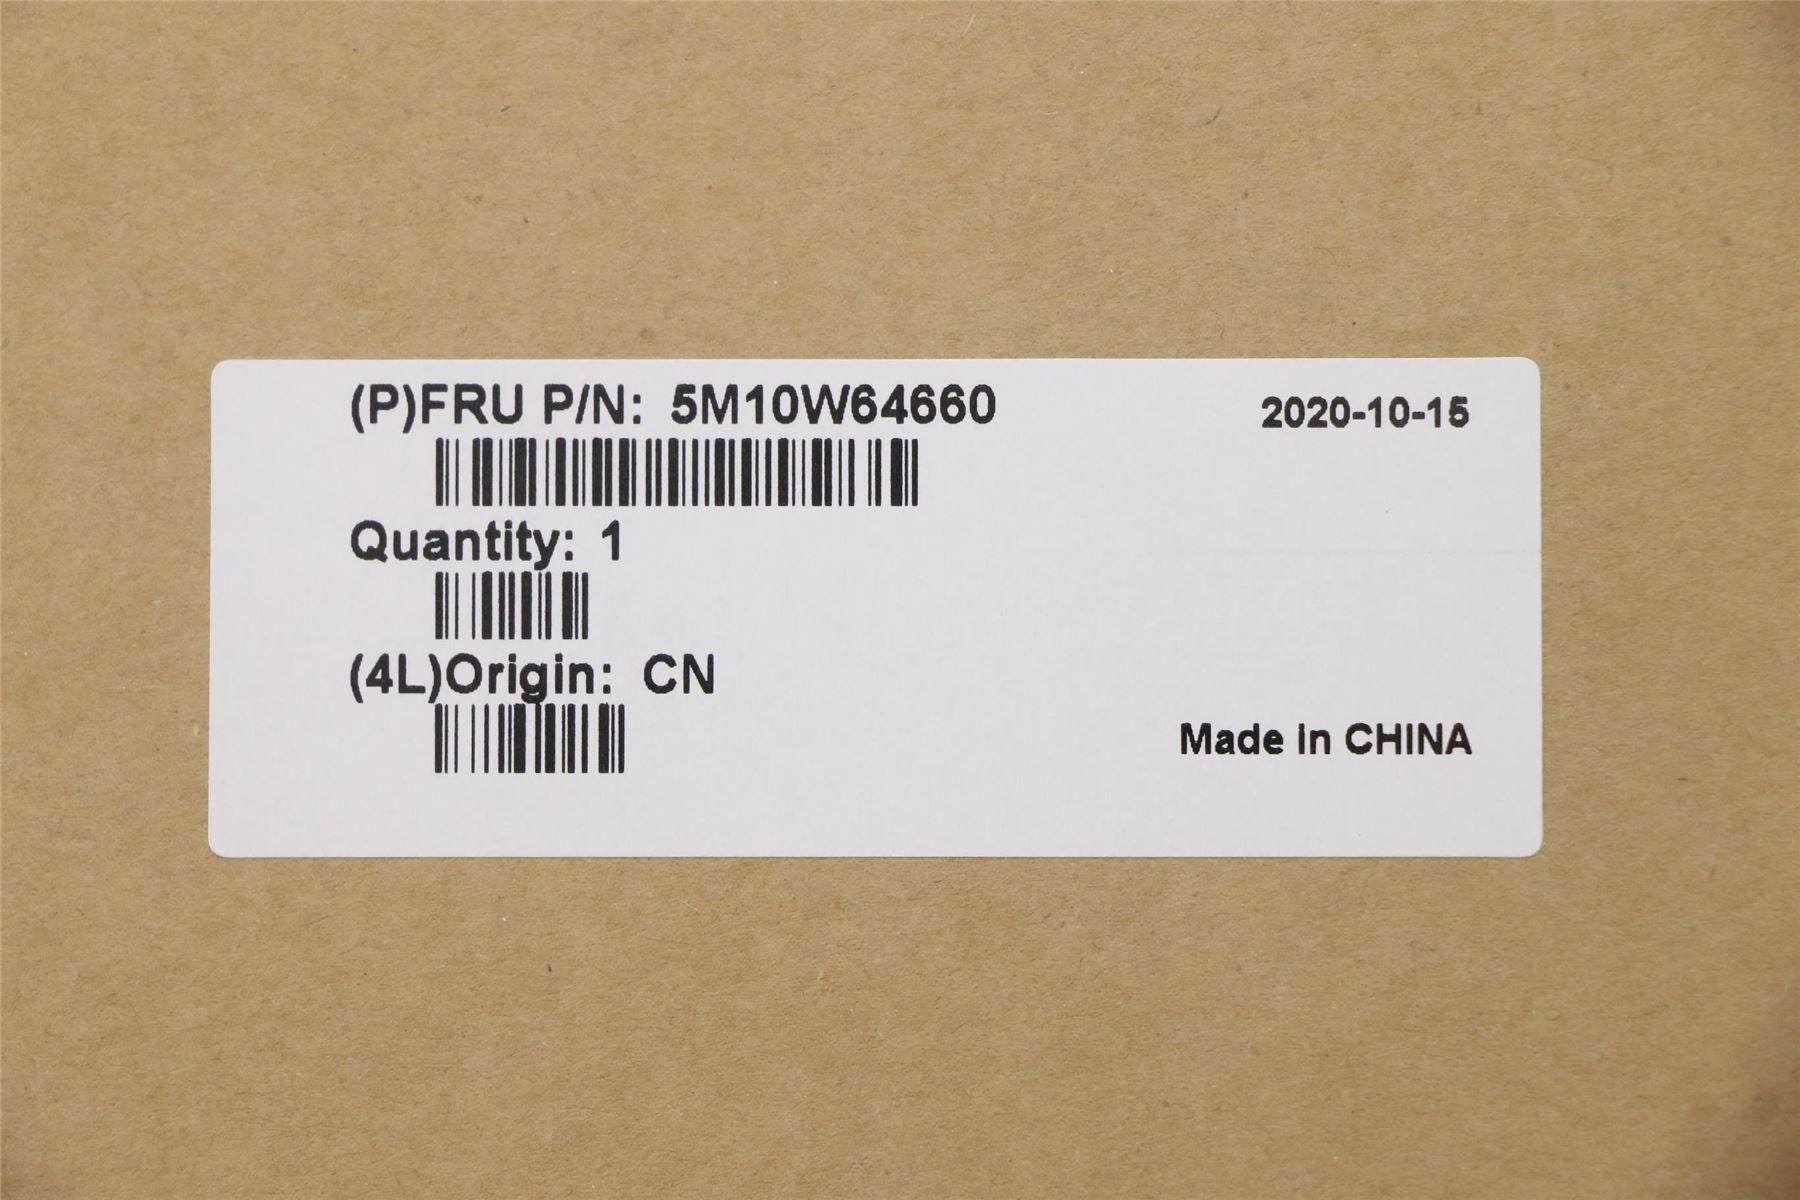 (P)FRU P/N: 5M10W64660
2020-10-15
Quantity: 1
(4L)Origin: CN
Made in CHINA